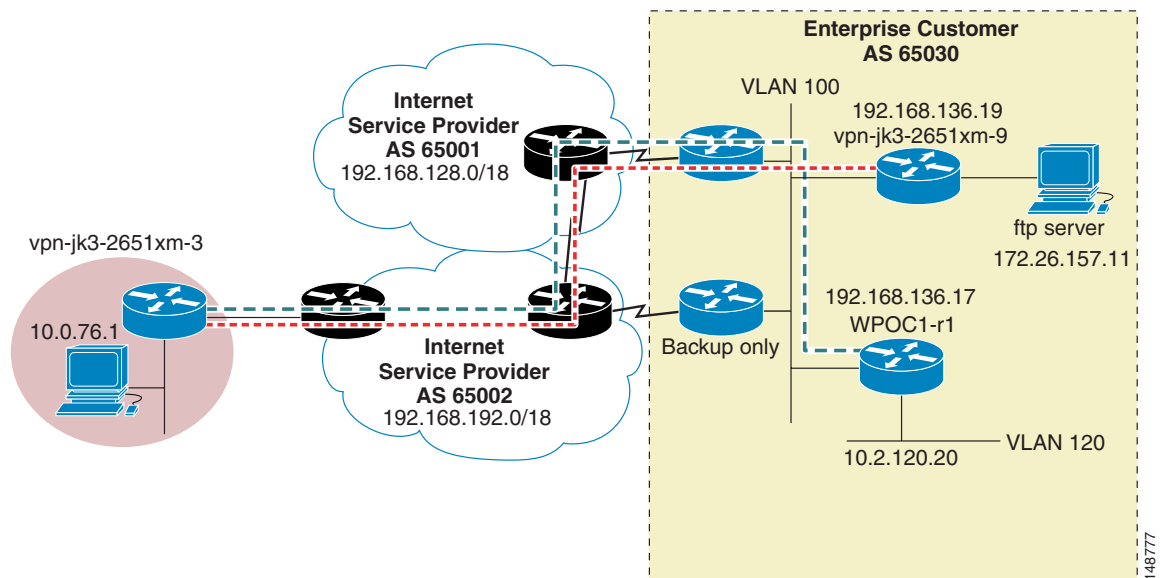 Enterprise Customer
AS 65030
VLAN 100
Internet
Service Provider
AS 65001
192.168.128.0/18
192.168.136.19
vpn-jk3-2651xm-9
ftp server
172.26.157.11
vpn-jk3-2651xm-3
10.0.76.1
Internet
Service Provider
AS 65002
192.168.192.0/18
Backup only
192.168.136.17
WPOC1-r1
VLAN 120
10.2.120.20
148777